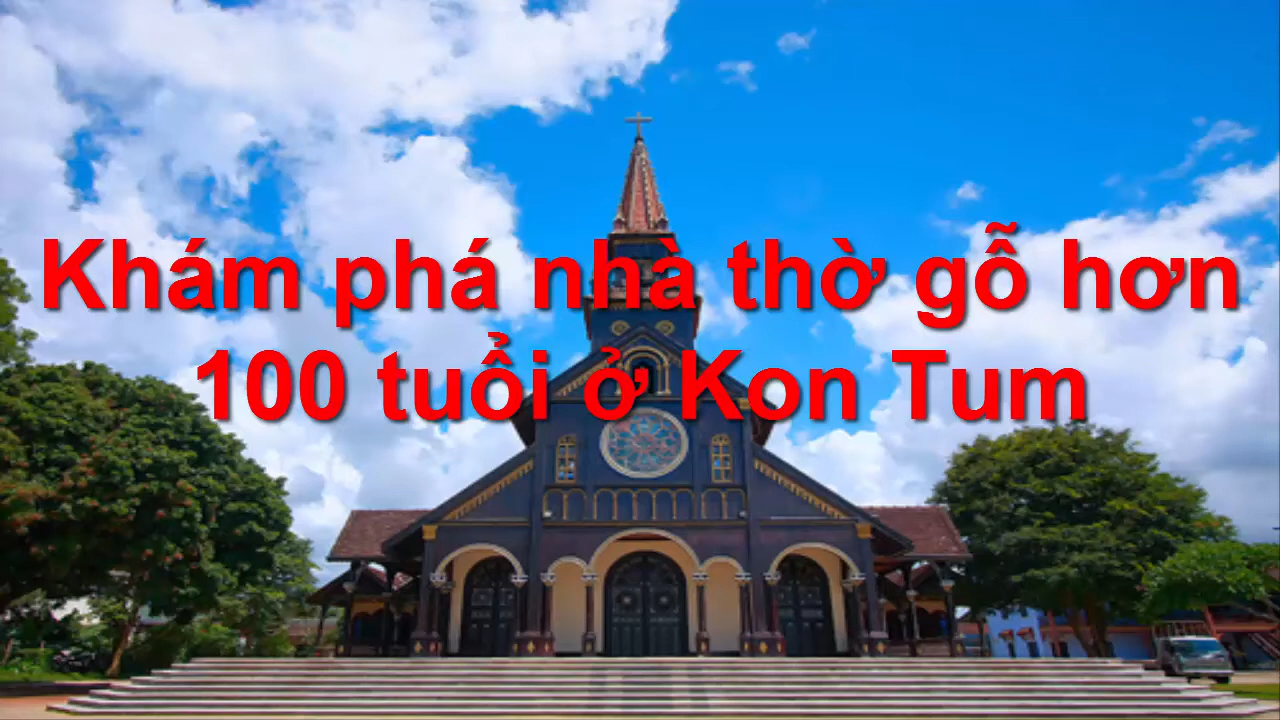 Khám phá nhà thờ gỗ hơn
100 tuổi ở Kon Tum